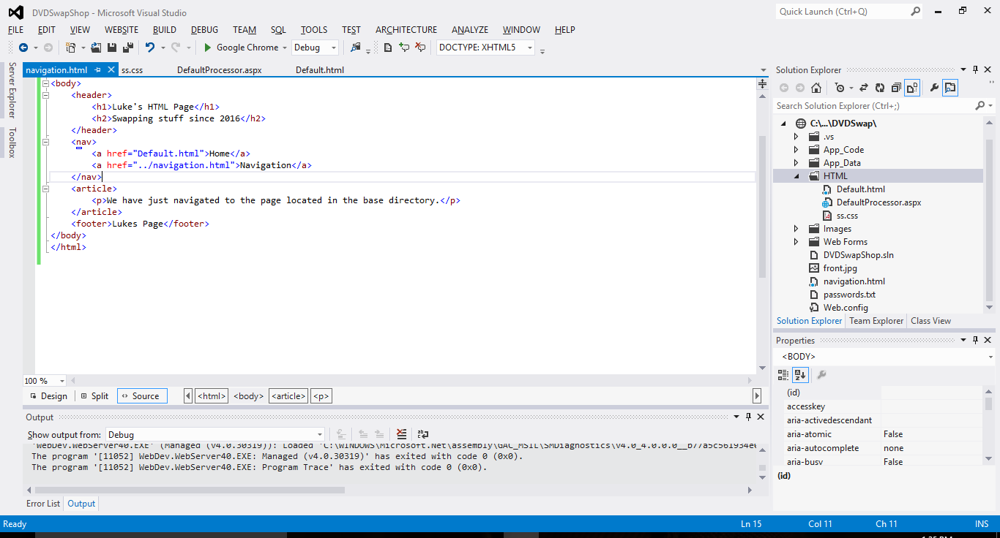 DVDSwapShop - Microsoft Visual Studio
Quick Launch (Ctrl+Q)
FILE EDIT VIEW WEBSITE BUILD DEBUG TEAM SQL TOOLS TEST ARCHITECTURE ANALYZE WINDOW HELP
Google Chrome Debug DOCTYPE: XHTML5
Server Explorer
Toolbox
navigation.html ss.css DefaultProcessor.aspx Default.html
<body>
<header>
<h1>Luke's HTML Page</h1>
<h2>Swapping stuff since 2016</h2>
</header>
<nav>
<a href="Default.html">Home</a>
<a href="../navigation.html">Navigation</a>
</nav>
<article>
<p>We have just navigated to the page located in the base directory.</p>
</article>
<footer>Lukes Page</footer>
</body>
</html>
100 %
Design Split Source <html> <body> <article> <p>
Output
Show output from: Debug
'WebDev.WebServer40.EXE' (Managed (v4.0.30319)): Loaded 'C:\WINDOWS\Microsoft.Net\assembly\GAC_MSIL\SMDiagnostics\v4.0_4.0.0.0__b77a5c561934e0
The program '[11052] WebDev.WebServer40.EXE: Managed (v4.0.30319)' has exited with code 0 (0x0).
The program '[11052] WebDev.WebServer40.EXE: Program Trace' has exited with code 0 (0x0).
Error List Output
Solution Explorer
Search Solution Explorer (Ctrl+;)
C:\...\DVDSwap\
.vs
App_Code
App_Data
HTML
Default.html
DefaultProcessor.aspx
ss.css
Images
Web Forms
DVDSwapShop.sln
front.jpg
navigation.html
passwords.txt
Web.config
Solution Explorer Team Explorer Class View
Properties
<BODY>
(id)
accesskey
aria-activedescendant
aria-atomic False
aria-autocomplete none
aria-busy False
(id)
Ready Ln 15 Col 11 Ch 11 INS